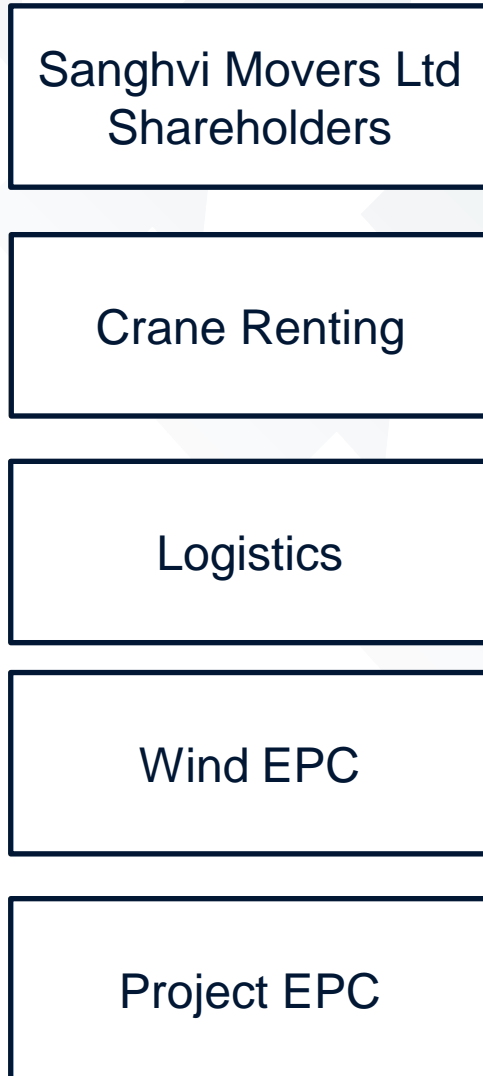 Sanghvi Movers Ltd
Shareholders
Crane Renting
Logistics
Wind EPC
Project EPC